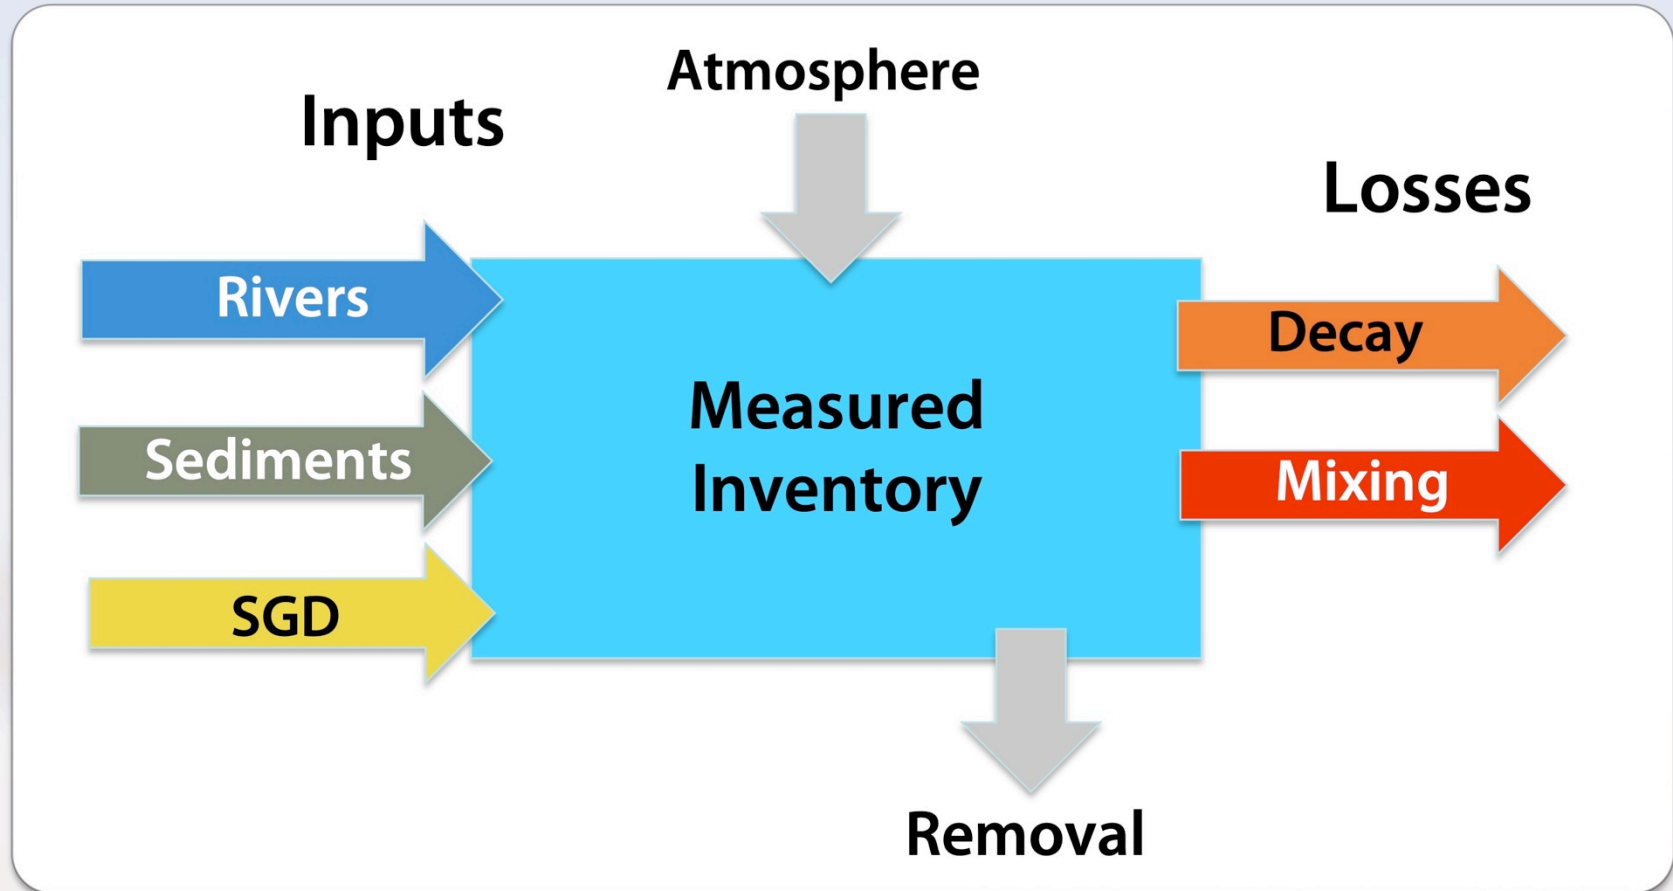 Atmosphere
Inputs
Losses
Rivers
Decay
Sediments
Measured
Inventory
Mixing
SGD
Removal